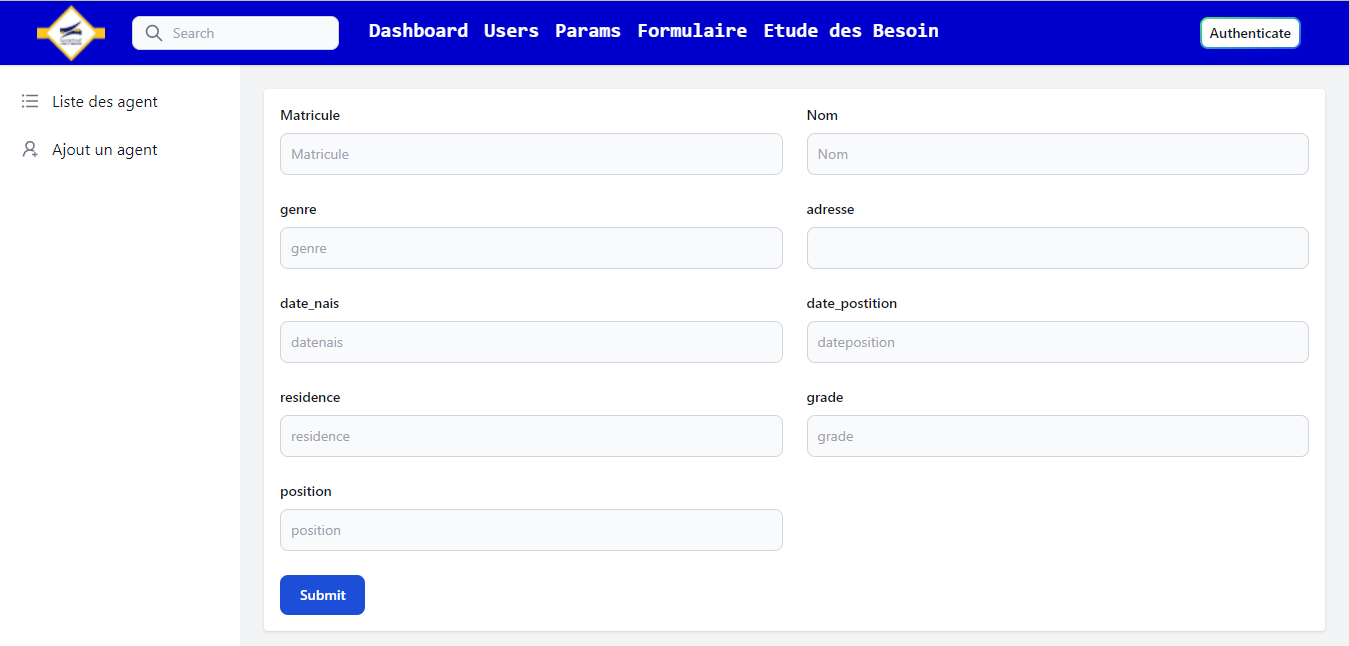 Search Dashboard Users Params Formulaire Etude des Besoin Authenticate
Liste des agent
Ajout un agent
Matricule Nom
Matricule Nom
genre adresse
genre
date_nais date_postition
datenais dateposition
residence grade
residence grade
position
position
Submit